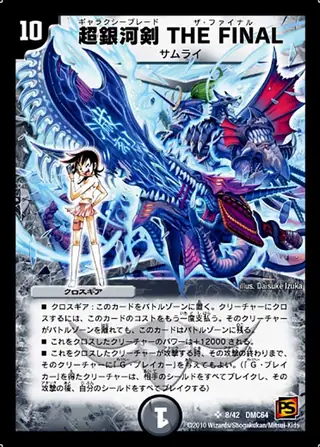 10
ギャラクシーブレード ザ・ファイナル
超銀河剣 THE FINAL
サムライ
illus. Daisuke Izuka
クロスギア
■ クロスギア：このカードをバトルゾーンに置く。クリーチャーにクロ
スするには、このカードのコストをもう一度支払う。そのクリーチャー
がバトルゾーンを離れても、このカードはバトルゾーンに残る。
■ これをクロスしたクリーチャーのパワーは+12000される。
■ これをクロスしたクリーチャーが攻撃する時、その攻撃の終わりまで、
そのクリーチャーに「G・ブレイカー」を与えてもよい。(「G・ブレイ
カー」を得たクリーチャーは、相手のシールドをすべてブレイクし、その
攻撃の後、自分のシールドをすべてブレイクする)
1
8/42 DMC64
©2010 Wizards/Shogakukan/Mitsui-Kids
FS